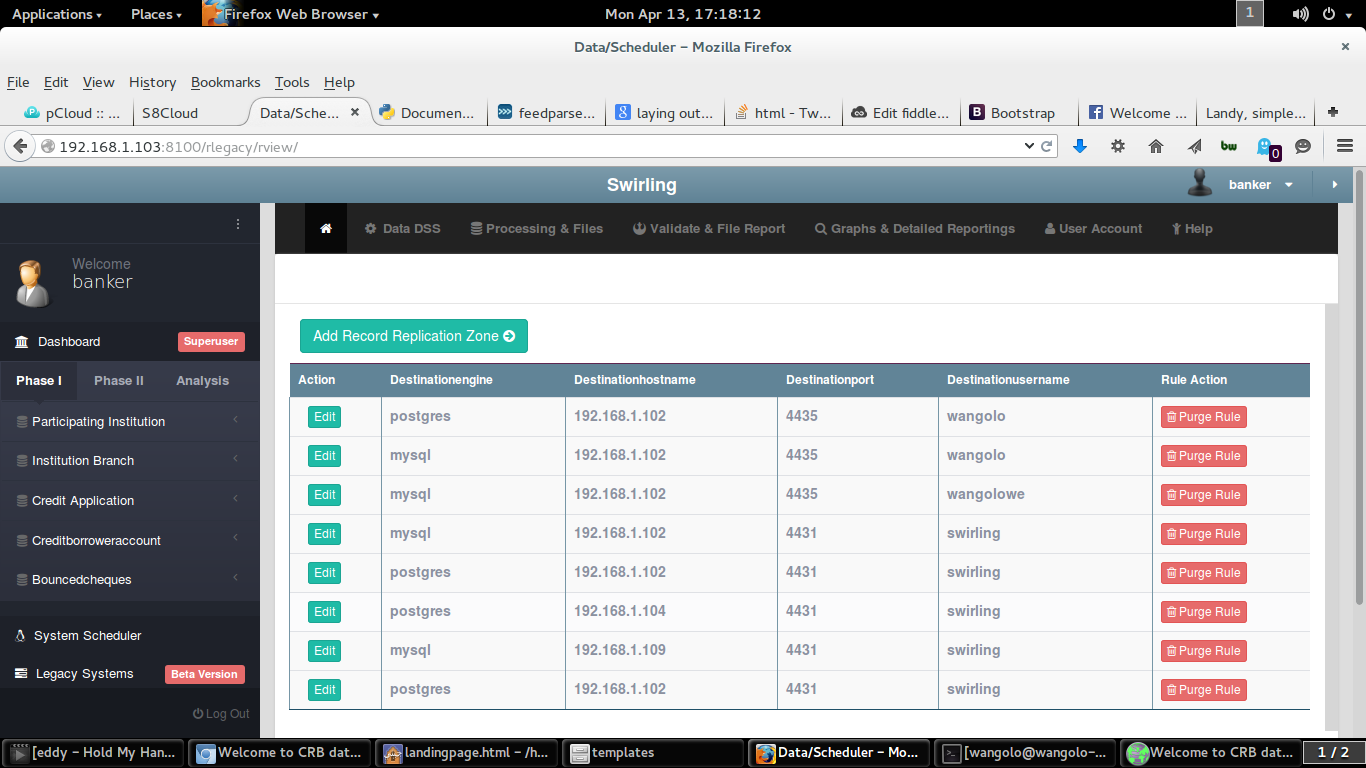 Applications Places Firefox Web Browser Mon Apr 13, 17:18:12 1
Data/Scheduler – Mozilla Firefox ×
File Edit View History Bookmarks Tools Help
pCloud :: ... S8Cloud Data/Sche... × Documen... feedparse... laying out... html - Tw... Edit fiddle... B Bootstrap Welcome ... Landy, simple...
192.168.1.103:8100/rlegacy/rview/ bw 0
Swirling banker
Data DSS Processing & Files Validate & File Report Graphs & Detailed Reportings User Account Help
Welcome
banker
Dashboard Superuser
Phase I Phase II Analysis
Participating Institution
Institution Branch
Credit Application
Creditborroweraccount
Bouncedcheques
System Scheduler
Legacy Systems Beta Version
Log Out
Add Record Replication Zone
Action Destinationengine Destinationhostname Destinationport Destinationusername Rule Action
Edit postgres 192.168.1.102 4435 wangolo Purge Rule
Edit mysql 192.168.1.102 4435 wangolo Purge Rule
Edit mysql 192.168.1.102 4435 wangolowe Purge Rule
Edit mysql 192.168.1.102 4431 swirling Purge Rule
Edit postgres 192.168.1.102 4431 swirling Purge Rule
Edit postgres 192.168.1.104 4431 swirling Purge Rule
Edit mysql 192.168.1.109 4431 swirling Purge Rule
Edit postgres 192.168.1.102 4431 swirling Purge Rule
[eddy – Hold My Han... Welcome to CRB dat... landingpage.html – /h... templates Data/Scheduler – Mo... [wangolo@wangolo-... Welcome to CRB dat... 1 / 2